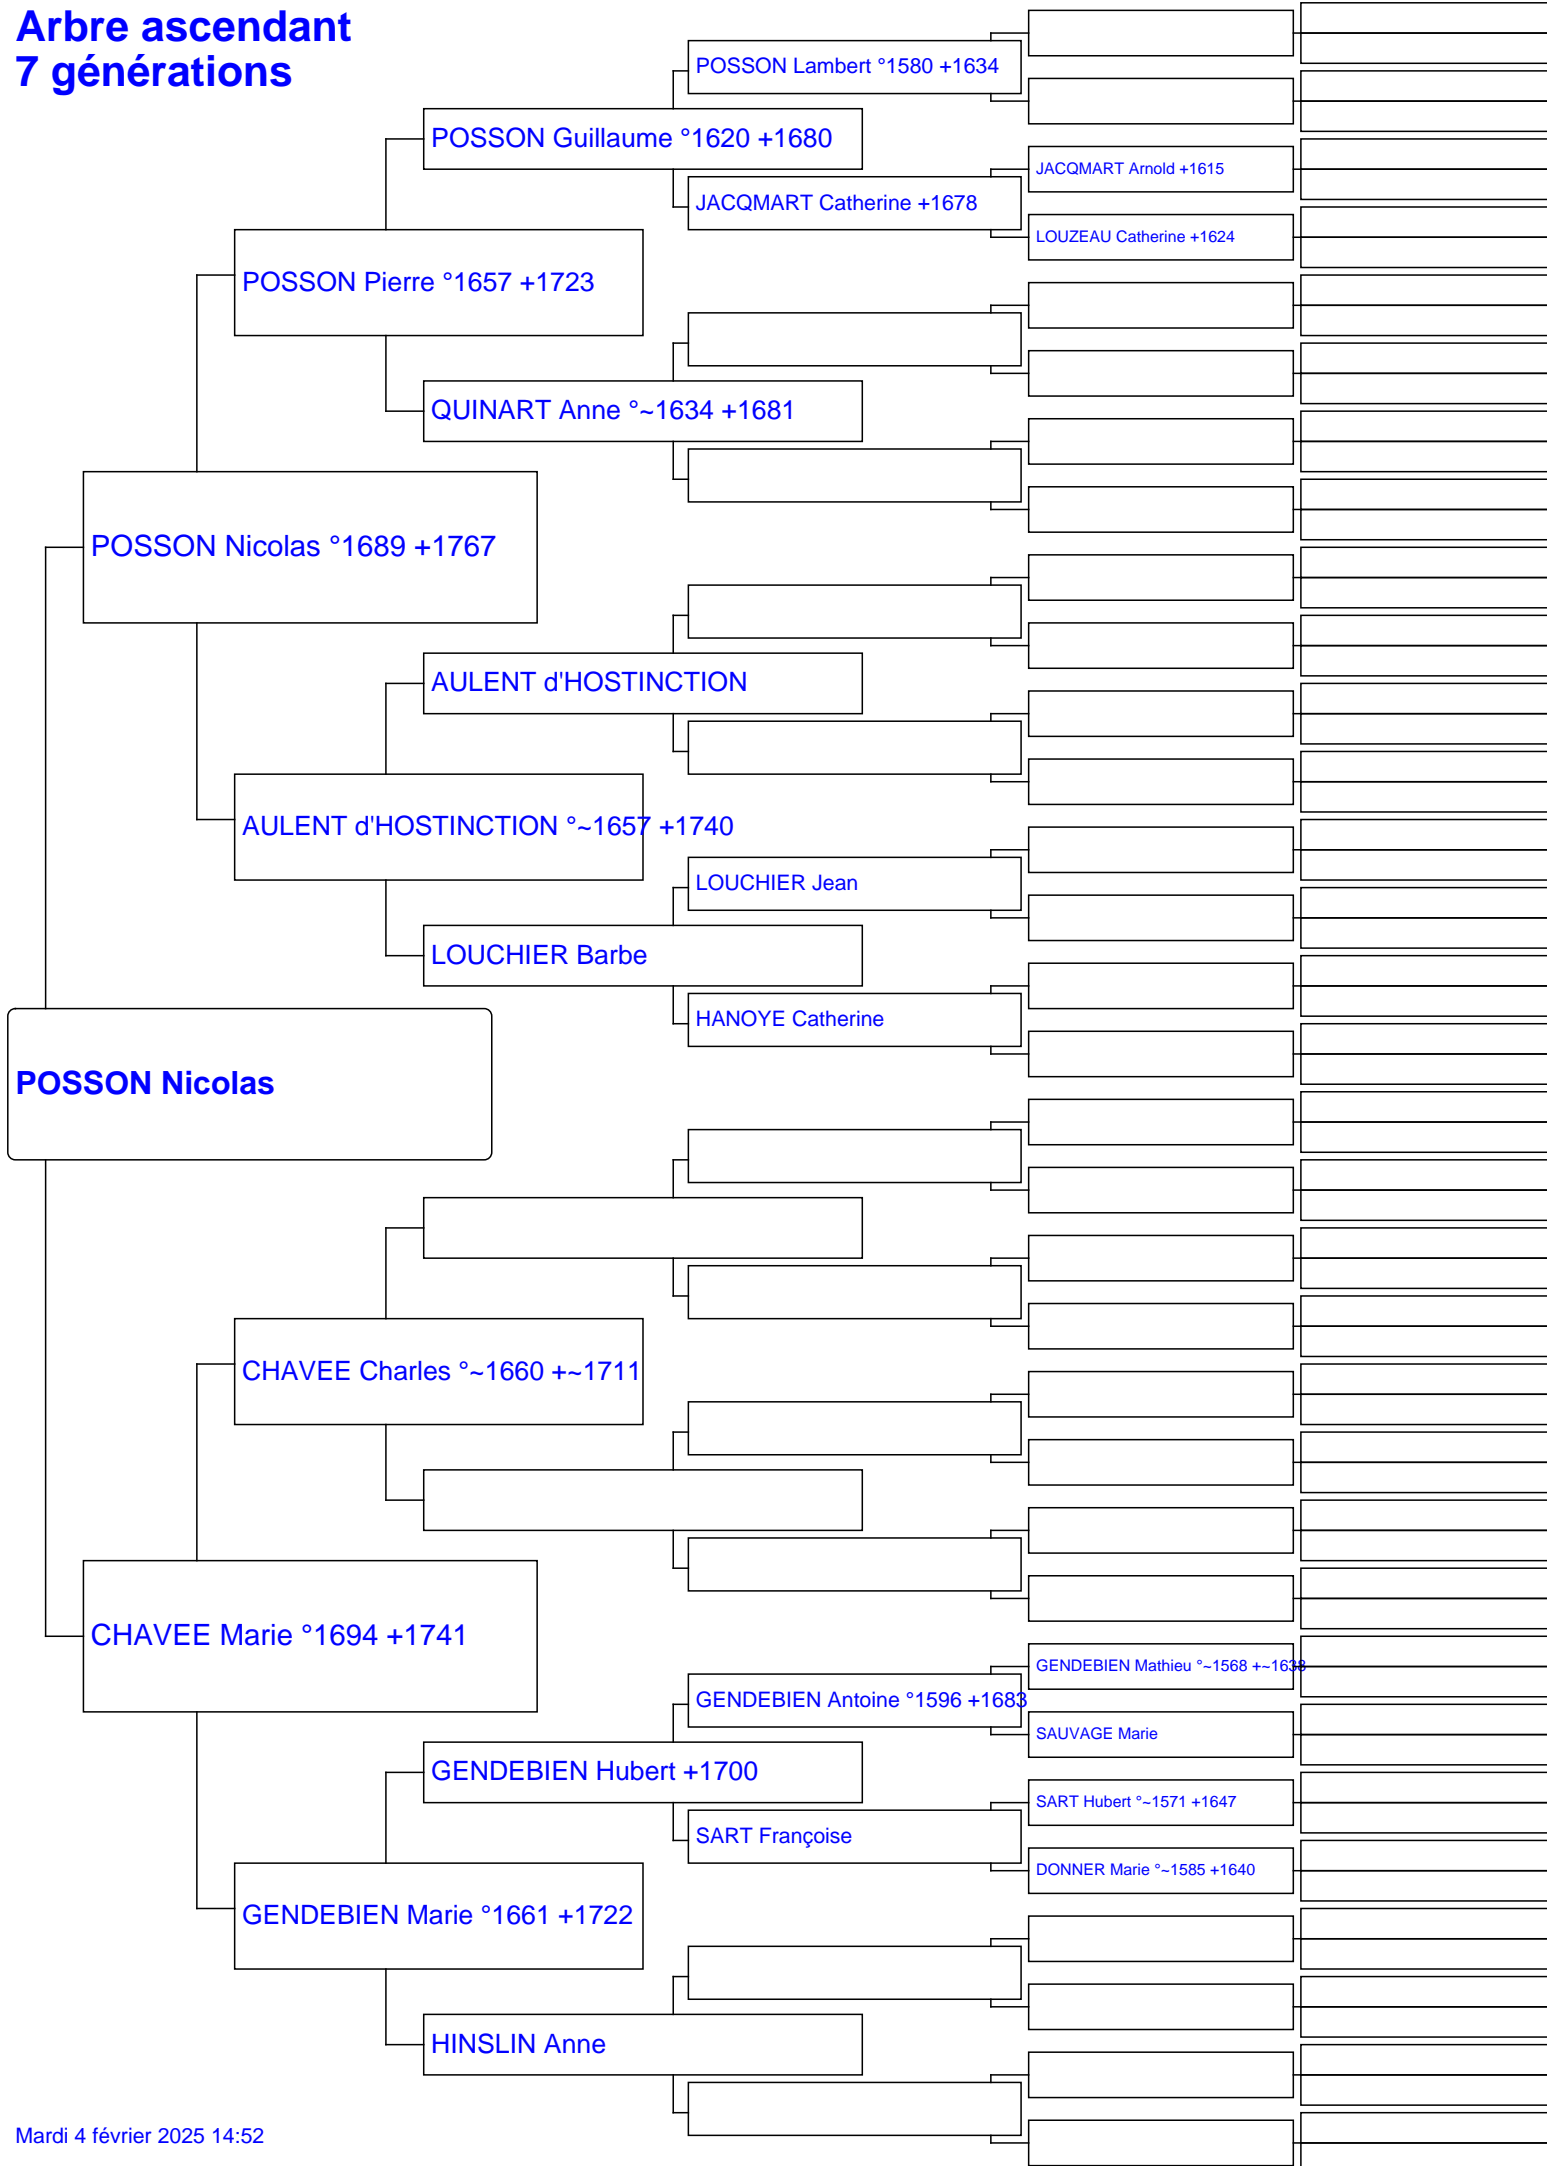 Arbre ascendant
7 générations
POSSON Lambert °1580 +1634
POSSON Guillaume °1620 +1680
JACQMART Arnold +1615
JACQMART Catherine +1678
LOUZEAU Catherine +1624
POSSON Pierre °1657 +1723
QUINART Anne °~1634 +1681
POSSON Nicolas °1689 +1767
AULENT d'HOSTINCTION
AULENT d'HOSTINCTION °~1657 +1740
LOUCHIER Jean
LOUCHIER Barbe
HANOYE Catherine
POSSON Nicolas
CHAVEE Charles °~1660 +~1711
CHAVEE Marie °1694 +1741
GENDEBIEN Mathieu °~1568 +~1638
GENDEBIEN Antoine °1596 +1683
SAUVAGE Marie
GENDEBIEN Hubert +1700
SART Hubert °~1571 +1647
SART Françoise
DONNER Marie °~1585 +1640
GENDEBIEN Marie °1661 +1722
HINSLIN Anne
Mardi 4 février 2025 14:52